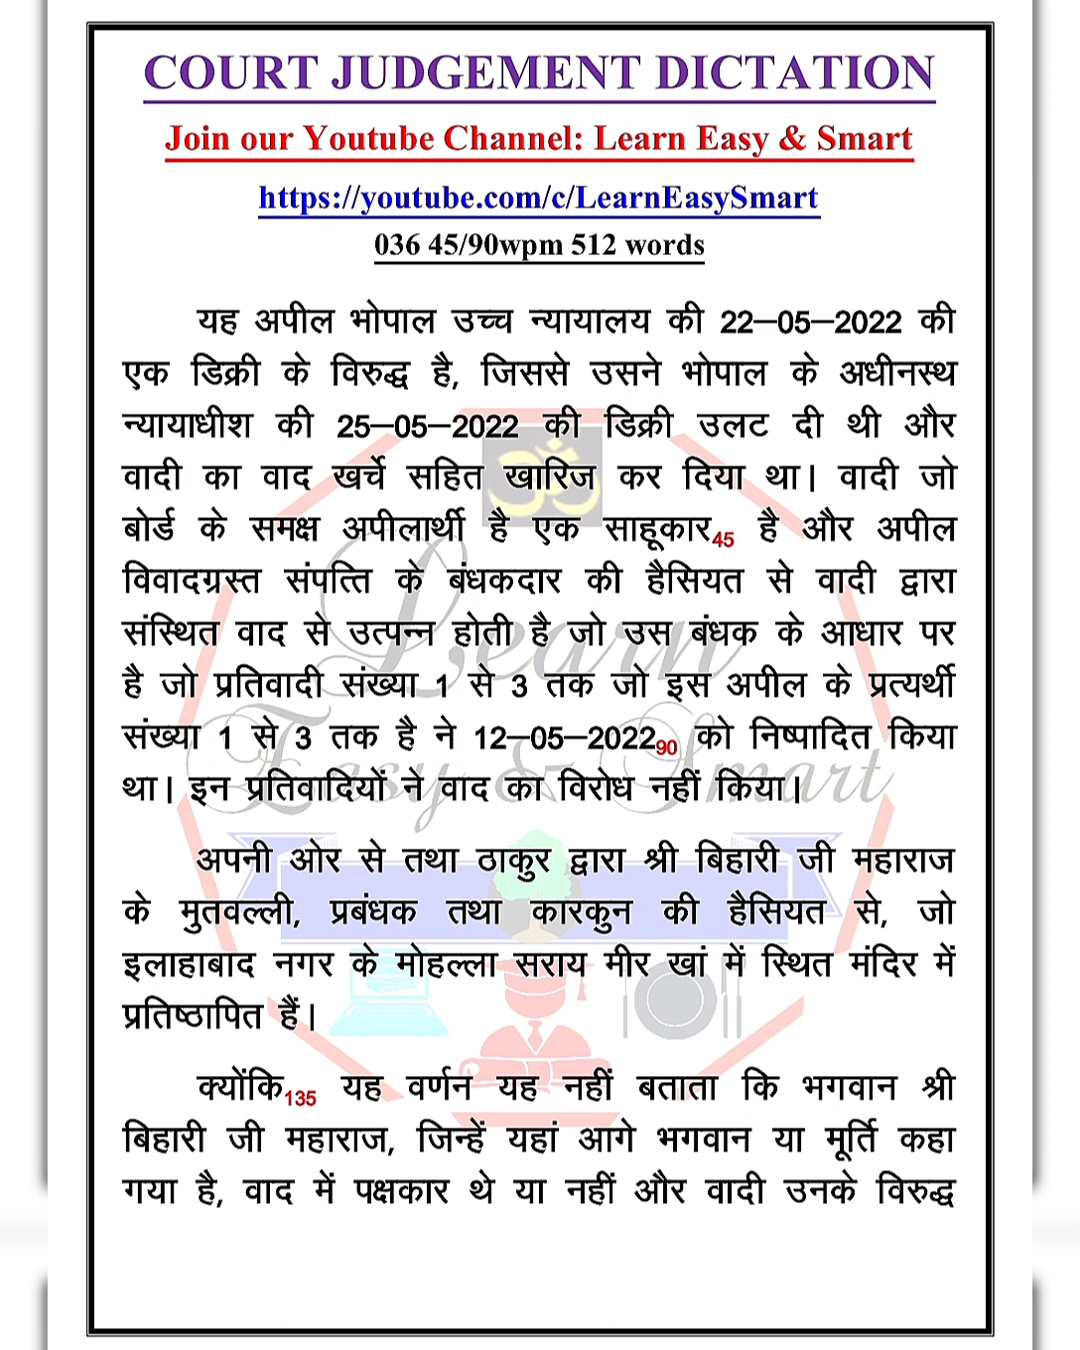 COURT JUDGEMENT DICTATION
Join our Youtube Channel: Learn Easy & Smart
https://youtube.com/c/LearnEasySmart
036 45/90wpm 512 words
यह अपील भोपाल उच्च न्यायालय की 22–05–2022 की
एक डिक्री के विरुद्ध है, जिससे उसने भोपाल के अधीनस्थ
न्यायाधीश की 25–05–2022 की डिक्री उलट दी थी और
वादी का वाद खर्चे सहित खारिज कर दिया था। वादी जो
बोर्ड के समक्ष अपीलार्थी है एक साहूकार45 है और अपील
विवादग्रस्त संपत्ति के बंधकदार की हैसियत से वादी द्वारा
संस्थित वाद से उत्पन्न होती है जो उस बंधक के आधार पर
है जो प्रतिवादी संख्या 1 से 3 तक जो इस अपील के प्रत्यर्थी
संख्या 1 से 3 तक है ने 12–05–202290 को निष्पादित किया
था। इन प्रतिवादियों ने वाद का विरोध नहीं किया।
अपनी ओर से तथा ठाकुर द्वारा श्री बिहारी जी महाराज
के मुतवल्ली, प्रबंधक तथा कारकुन की हैसियत से, जो
इलाहाबाद नगर के मोहल्ला सराय मीर खां में स्थित मंदिर में
प्रतिष्ठापित हैं।
क्योंकि135 यह वर्णन यह नहीं बताता कि भगवान श्री
बिहारी जी महाराज, जिन्हें यहां आगे भगवान या मूर्ति कहा
गया है, वाद में पक्षकार थे या नहीं और वादी उनके विरुद्ध
ॐ
Learn
Easy & Smart